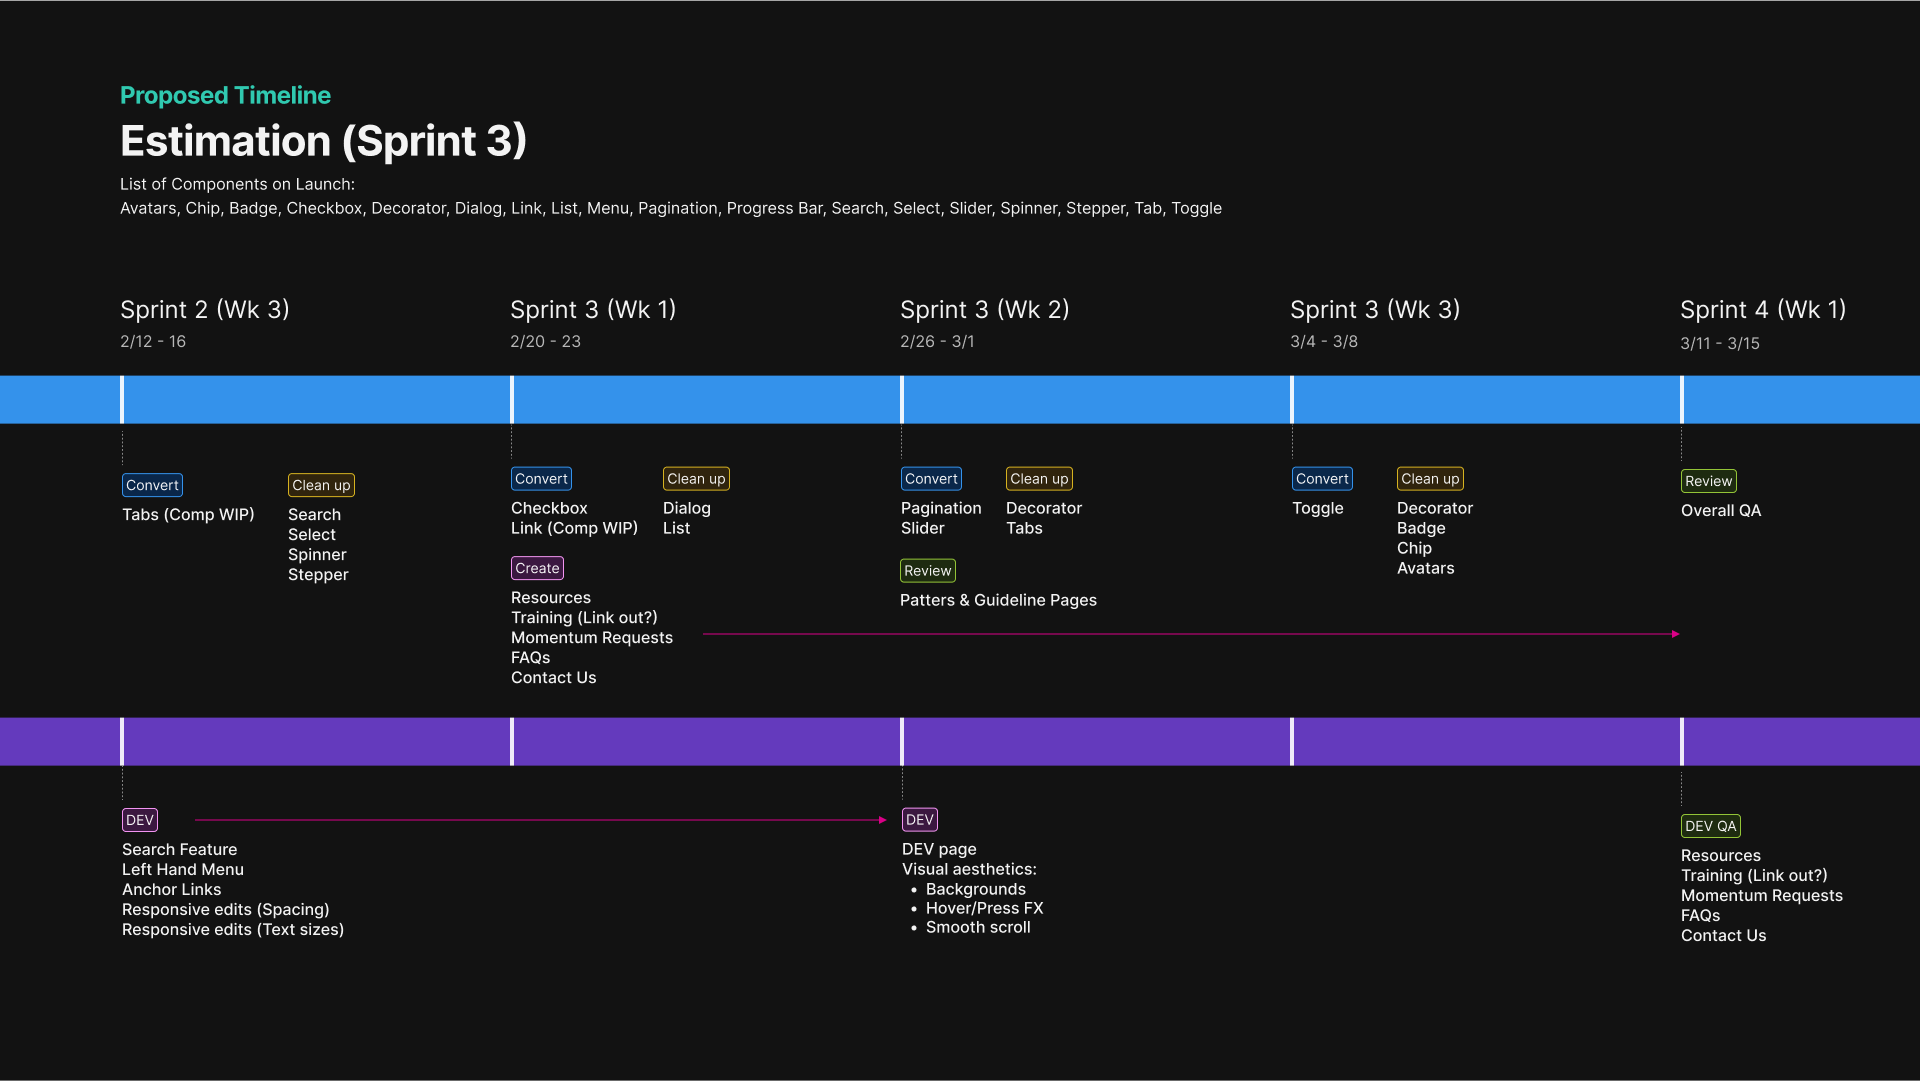 Proposed Timeline
Estimation (Sprint 3)
List of Components on Launch:
Avatars, Chip, Badge, Checkbox, Decorator, Dialog, Link, List, Menu, Pagination, Progress Bar, Search, Select, Slider, Spinner, Stepper, Tab, Toggle
Sprint 2 (Wk 3)
2/12 - 16
Sprint 3 (Wk 1)
2/20 - 23
Sprint 3 (Wk 2)
2/26 - 3/1
Sprint 3 (Wk 3)
3/4 - 3/8
Sprint 4 (Wk 1)
3/11 - 3/15
Convert
Tabs (Comp WIP)
Clean up
Search
Select
Spinner
Stepper
Convert
Checkbox
Link (Comp WIP)
Clean up
Dialog
List
Create
Resources
Training (Link out?)
Momentum Requests
FAQs
Contact Us
Convert
Pagination
Slider
Clean up
Decorator
Tabs
Review
Patters & Guideline Pages
Convert
Toggle
Clean up
Decorator
Badge
Chip
Avatars
Review
Overall QA
DEV
Search Feature
Left Hand Menu
Anchor Links
Responsive edits (Spacing)
Responsive edits (Text sizes)
DEV
DEV page
Visual aesthetics:
• Backgrounds
• Hover/Press FX
• Smooth scroll
DEV QA
Resources
Training (Link out?)
Momentum Requests
FAQs
Contact Us